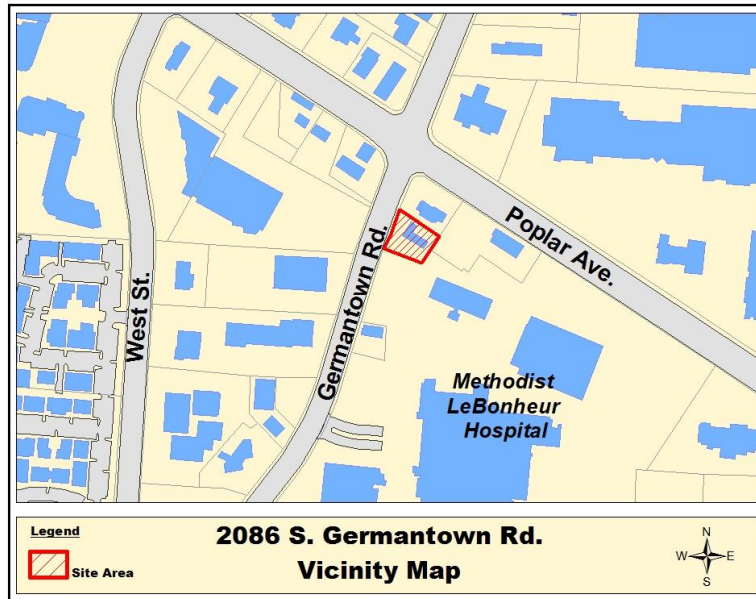 West St.
Germantown Rd.
Poplar Ave.
Methodist
LeBonheur
Hospital
Legend
Site Area
2086 S. Germantown Rd.
Vicinity Map
N
W E
S